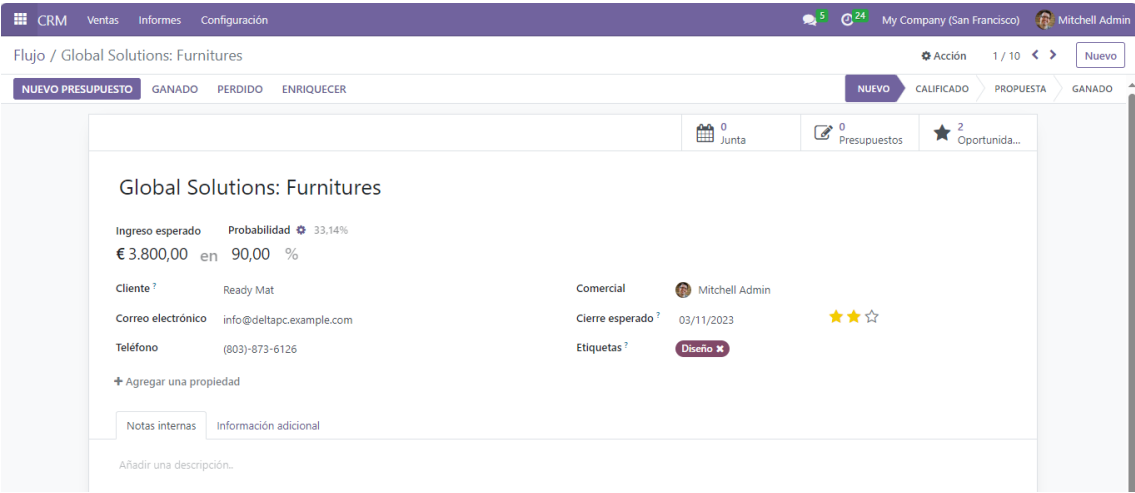 CRM Ventas Informes Configuración 5 24 My Company (San Francisco) Mitchell Admin
Flujo / Global Solutions: Furnitures Acción 1 / 10 Nuevo
NUEVO PRESUPUESTO GANADO PERDIDO ENRIQUECER NUEVO CALIFICADO PROPUESTA GANADO
0 Junta
0 Presupuestos
2 Oportunida...
Global Solutions: Furnitures
Ingreso esperado Probabilidad 33,14%
€ 3.800,00 en 90,00 %
Cliente ? Ready Mat
Correo electrónico info@deltapc.example.com
Teléfono (803)-873-6126
Comercial Mitchell Admin
Cierre esperado ? 03/11/2023
Etiquetas ? Diseño ✖
+ Agregar una propiedad
Notas internas Información adicional
Añadir una descripción..